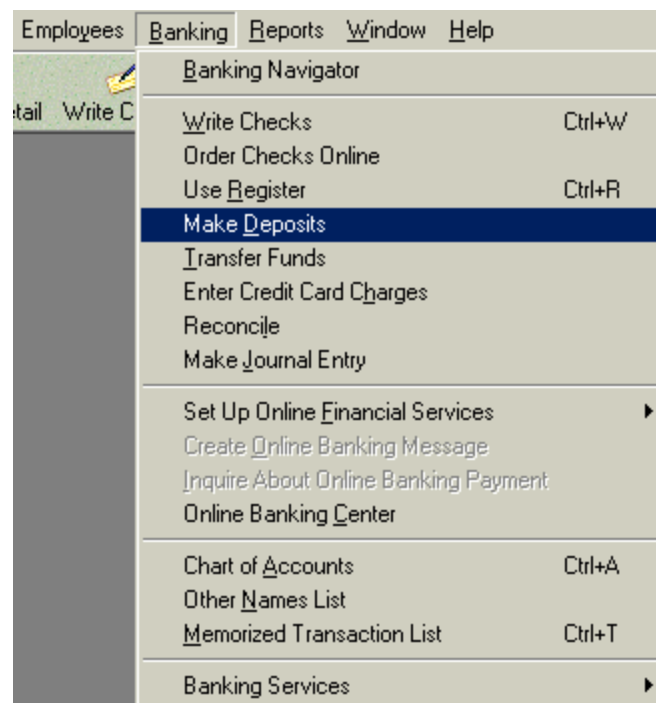 Employees Banking Reports Window Help
Banking Navigator
tail Write C
Write Checks Ctrl+W
Order Checks Online
Use Register Ctrl+R
Make Deposits
Transfer Funds
Enter Credit Card Charges
Reconcile
Make Journal Entry
Set Up Online Financial Services
Create Online Banking Message
Inquire About Online Banking Payment
Online Banking Center
Chart of Accounts Ctrl+A
Other Names List
Memorized Transaction List Ctrl+T
Banking Services